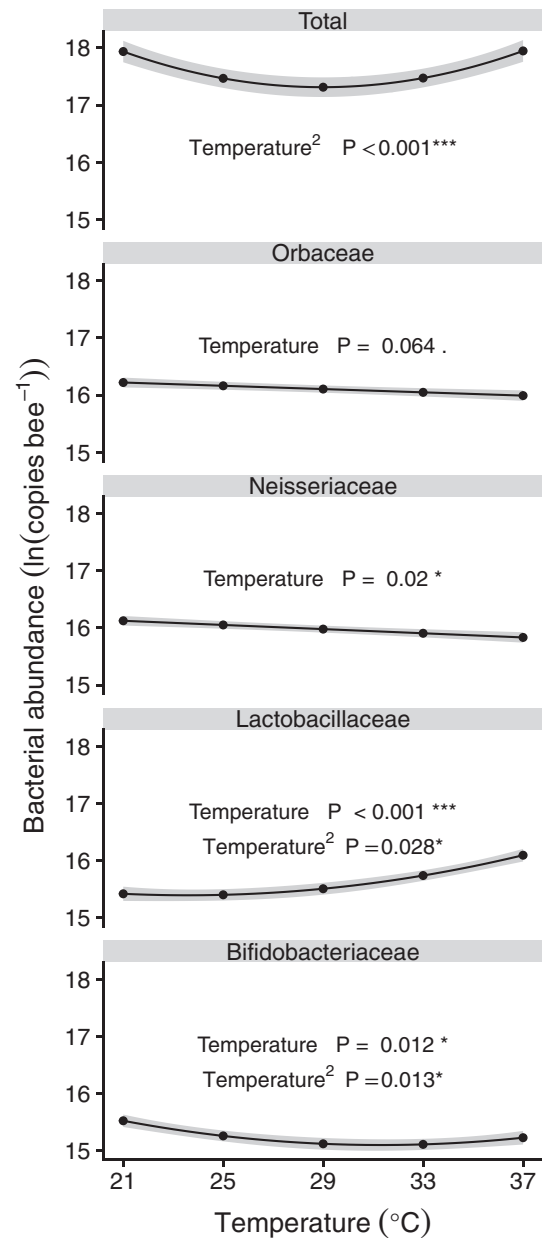 Total
18
17
16
15
Temperature² P <0.001***
Orbaceae
18
17
16
15
Temperature P = 0.064 .
Neisseriaceae
18
17
16
15
Temperature P = 0.02 *
Lactobacillaceae
18
17
16
15
Temperature P < 0.001 ***
Temperature² P =0.028*
Bifidobacteriaceae
18
17
16
15
Temperature P = 0.012 *
Temperature² P =0.013*
21 25 29 33 37
Temperature (°C)
Bacterial abundance (ln(copies bee⁻¹))